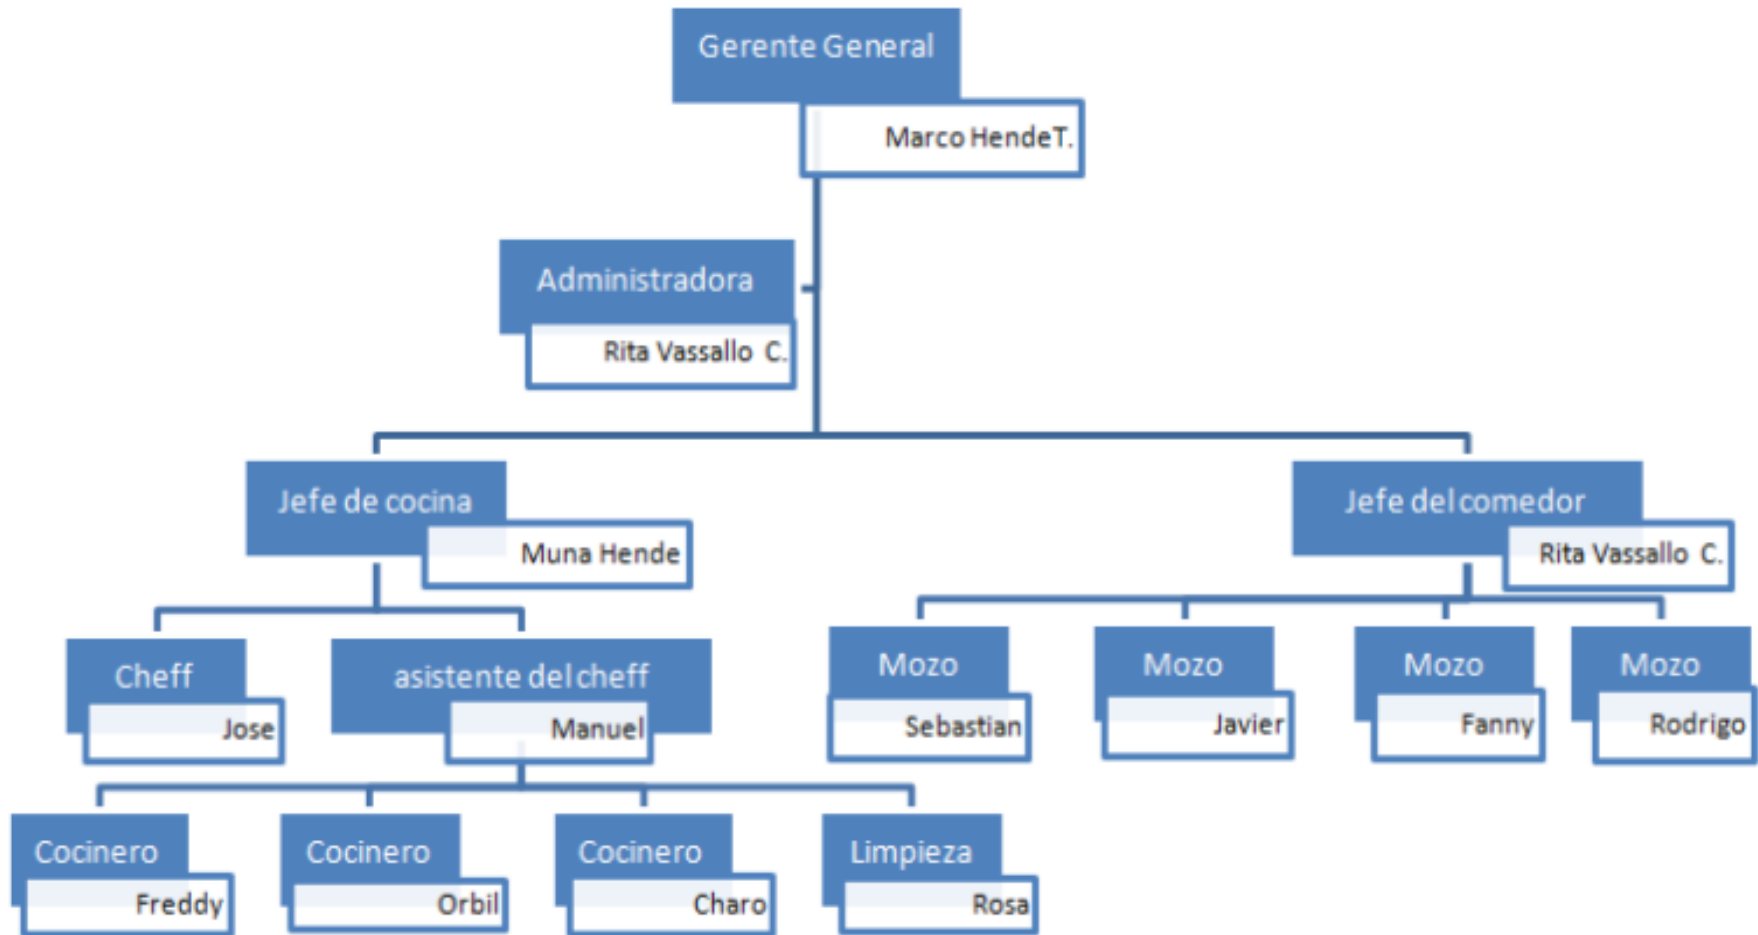 Gerente General
Marco HendeT.
Administradora
Rita Vassallo C.
Jefe de cocina
Muna Hende
Jefe del comedor
Rita Vassallo C.
Cheff
Jose
asistente del cheff
Manuel
Mozo
Sebastian
Mozo
Javier
Mozo
Fanny
Mozo
Rodrigo
Cocinero
Freddy
Cocinero
Orbil
Cocinero
Charo
Limpieza
Rosa